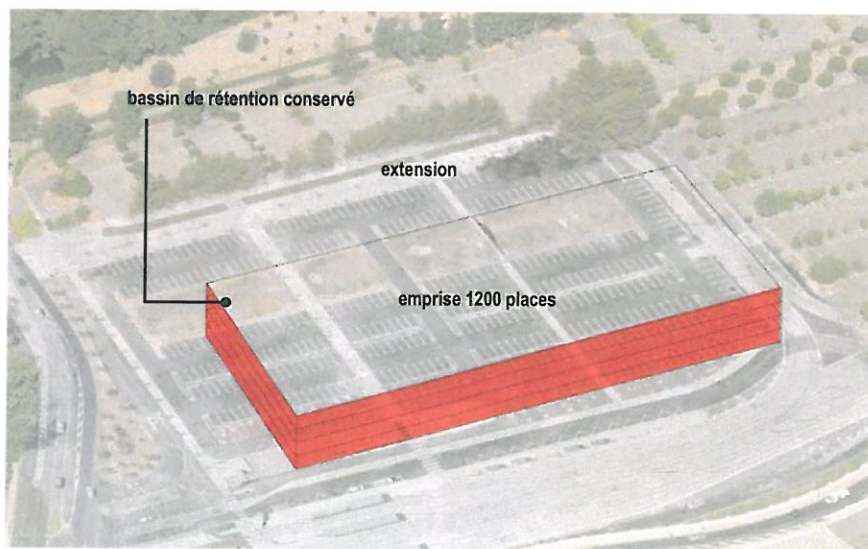 bassin de rétention conservé
extension
emprise 1200 places